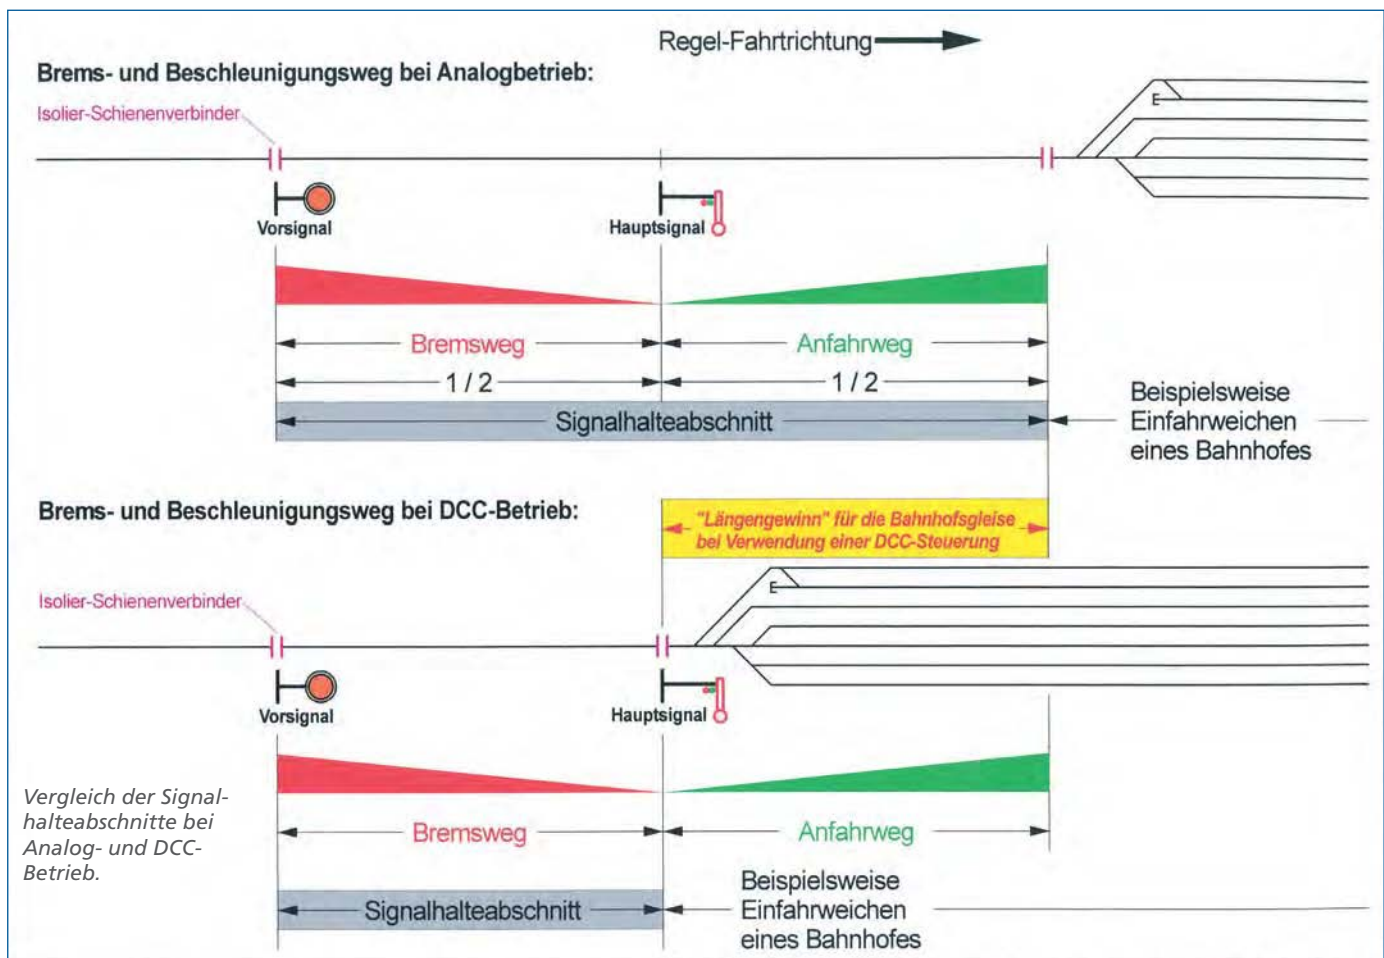 Regel-Fahrtrichtung
Brems- und Beschleunigungsweg bei Analogbetrieb:
Isolier-Schienenverbinder
E
Vorsignal
Hauptsignal
Bremsweg
Anfahrweg
1 / 2
1 / 2
Signalhalteabschnitt
Beispielsweise
Einfahrweichen
eines Bahnhofes
Brems- und Beschleunigungsweg bei DCC-Betrieb:
"Längengewinn" für die Bahnhofsgleise
bei Verwendung einer DCC-Steuerung
Isolier-Schienenverbinder
E
Vorsignal
Hauptsignal
Vergleich der Signal-
halteabschnitte bei
Analog- und DCC-
Betrieb.
Bremsweg
Anfahrweg
Signalhalteabschnitt
Beispielsweise
Einfahrweichen
eines Bahnhofes